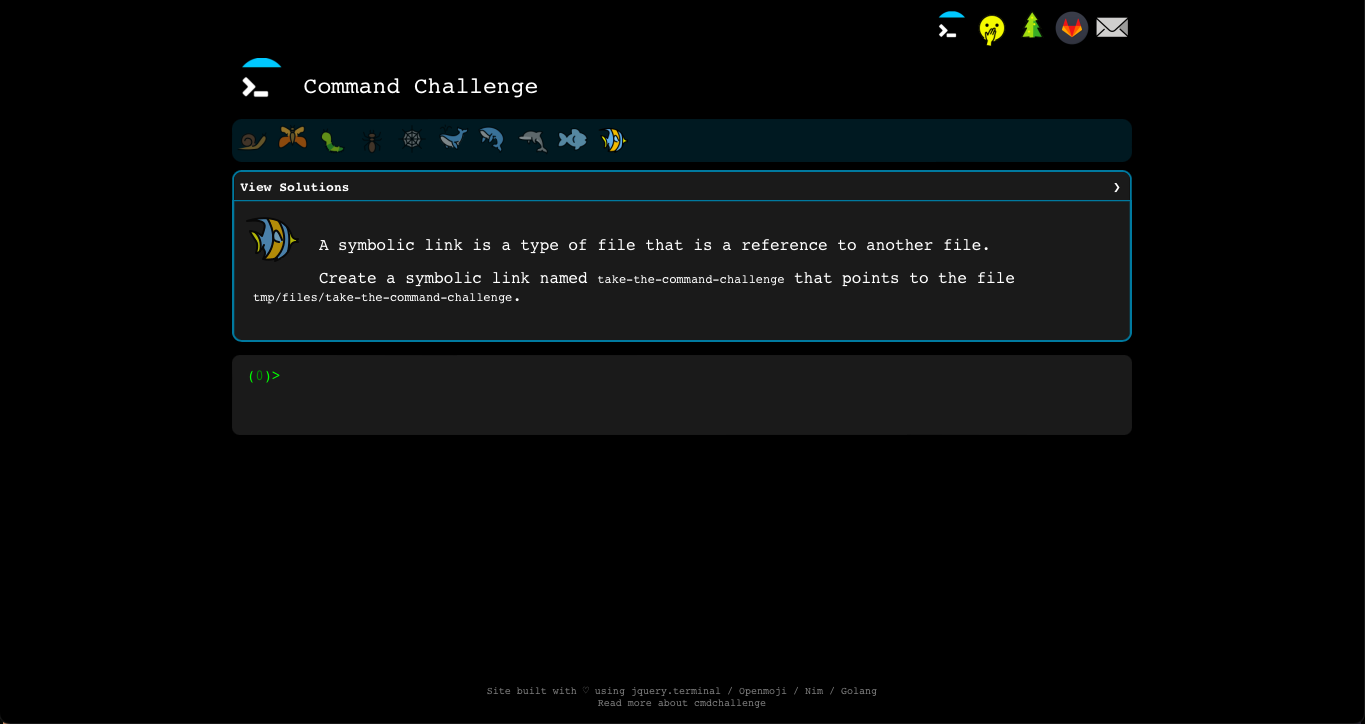 Command Challenge
View Solutions ❯
A symbolic link is a type of file that is a reference to another file.
Create a symbolic link named take-the-command-challenge that points to the file
tmp/files/take-the-command-challenge.
(0)>
Site built with ♡ using jquery.terminal / Openmoji / Nim / Golang
Read more about cmdchallenge